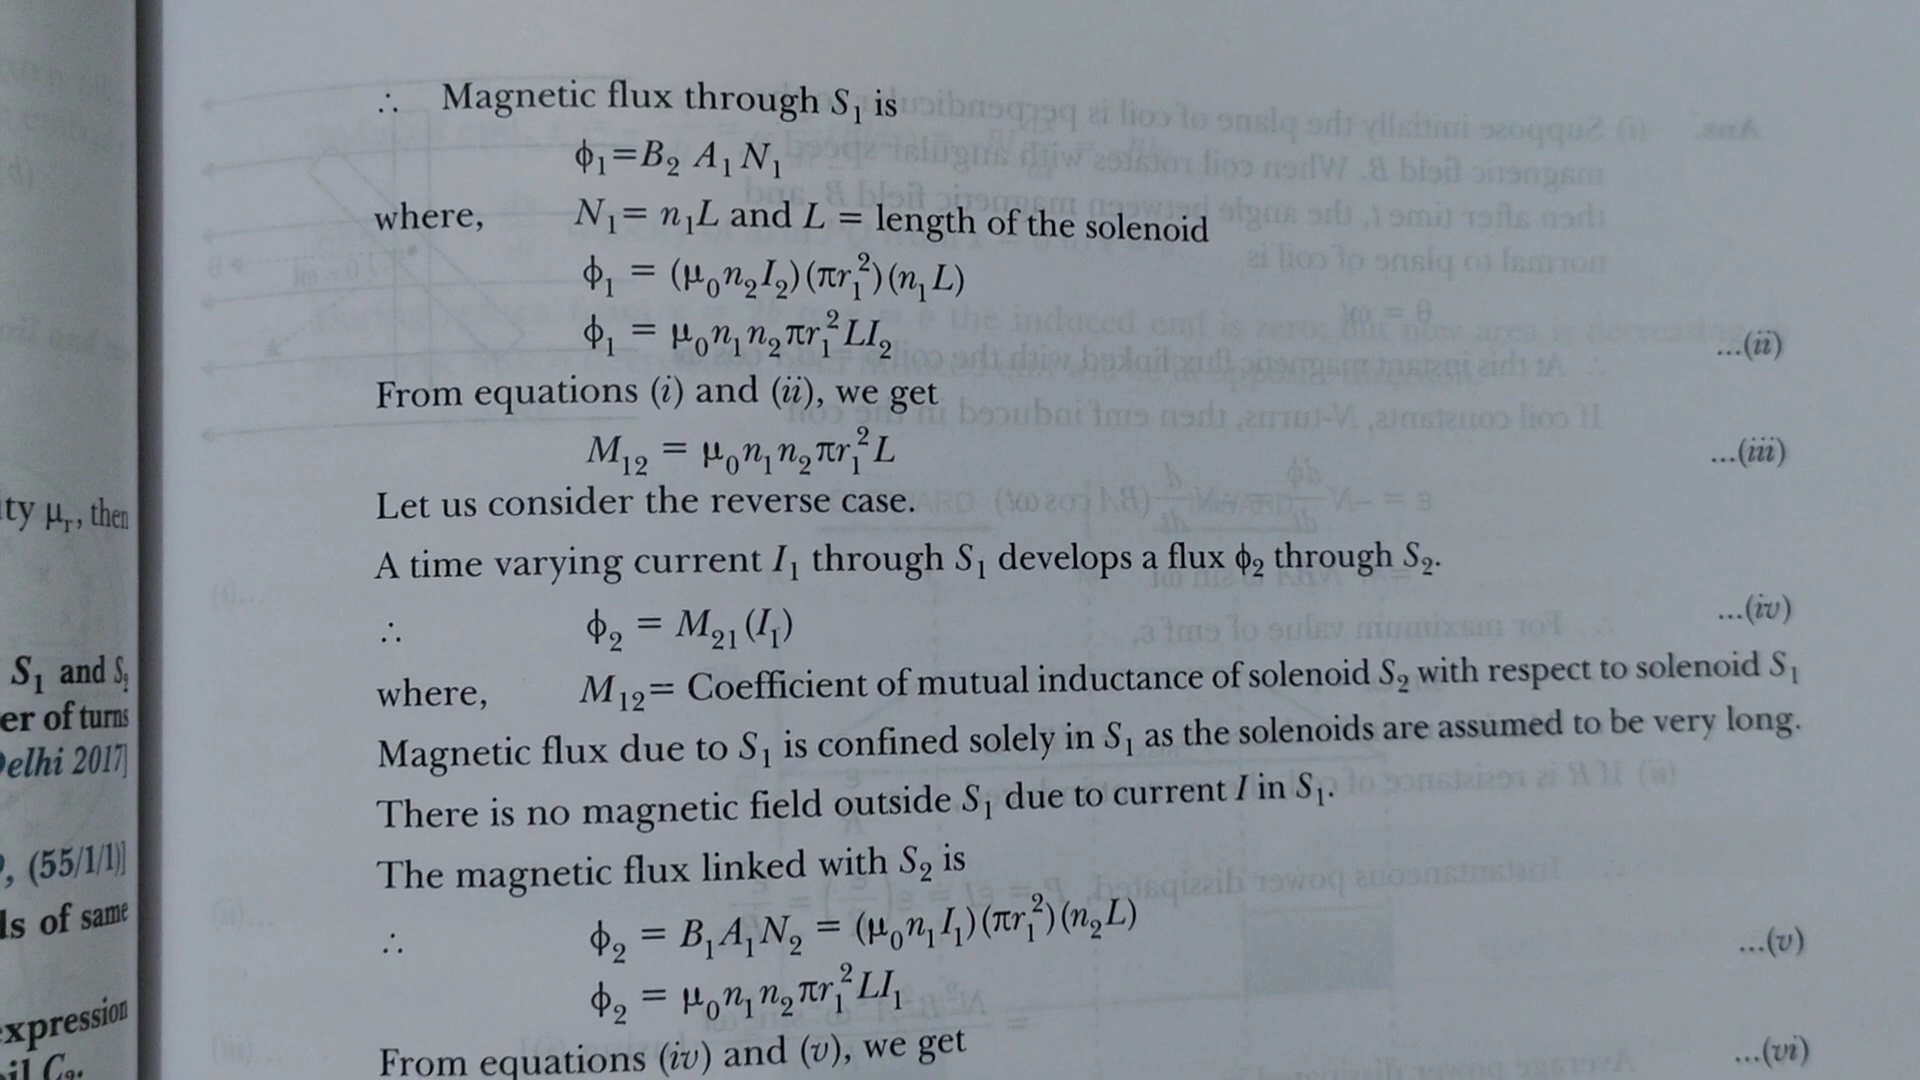 ∴ Magnetic flux through S₁ is
ϕ₁=B₂ A₁ N₁
where, N₁= n₁L and L = length of the solenoid
ϕ₁ = (μ₀n₂I₂)(πr₁²)(n₁L)
ϕ₁ = μ₀n₁n₂πr₁²LI₂ ...(ii)
From equations (i) and (ii), we get
M₁₂ = μ₀n₁n₂πr₁²L ...(iii)
Let us consider the reverse case.
A time varying current I₁ through S₁ develops a flux ϕ₂ through S₂.
∴ ϕ₂ = M₂₁(I₁) ...(iv)
where, M₁₂= Coefficient of mutual inductance of solenoid S₂ with respect to solenoid S₁
Magnetic flux due to S₁ is confined solely in S₁ as the solenoids are assumed to be very long.
There is no magnetic field outside S₁ due to current I in S₁.
The magnetic flux linked with S₂ is
∴ ϕ₂ = B₁A₁N₂ = (μ₀n₁I₁)(πr₁²)(n₂L) ...(v)
ϕ₂ = μ₀n₁n₂πr₁²LI₁
From equations (iv) and (v), we get ...(vi)
ty μᵣ, then
S₁ and S₂
er of turns
elhi 2017]
, (55/1/1)]
ls of same
xpression
il C₂.